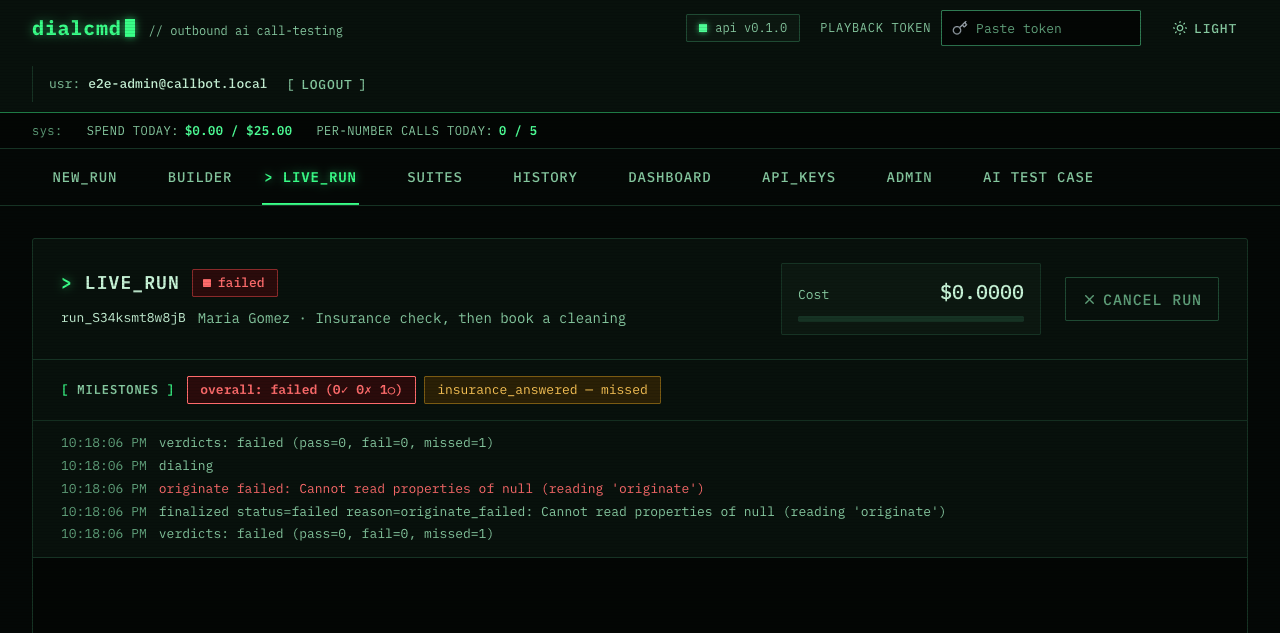 dialcmd // outbound ai call-testing api v0.1.0 PLAYBACK TOKEN Paste token LIGHT
usr: e2e-admin@callbot.local [ LOGOUT ]
sys: SPEND TODAY: $0.00 / $25.00 PER-NUMBER CALLS TODAY: 0 / 5
NEW_RUN BUILDER > LIVE_RUN SUITES HISTORY DASHBOARD API_KEYS ADMIN AI TEST CASE
> LIVE_RUN failed
run_S34ksmt8w8jB Maria Gomez · Insurance check, then book a cleaning
Cost $0.0000
✕ CANCEL RUN
[ MILESTONES ] overall: failed (0✓ 0✗ 1○) insurance_answered — missed
10:18:06 PM verdicts: failed (pass=0, fail=0, missed=1)
10:18:06 PM dialing
10:18:06 PM originate failed: Cannot read properties of null (reading 'originate')
10:18:06 PM finalized status=failed reason=originate_failed: Cannot read properties of null (reading 'originate')
10:18:06 PM verdicts: failed (pass=0, fail=0, missed=1)